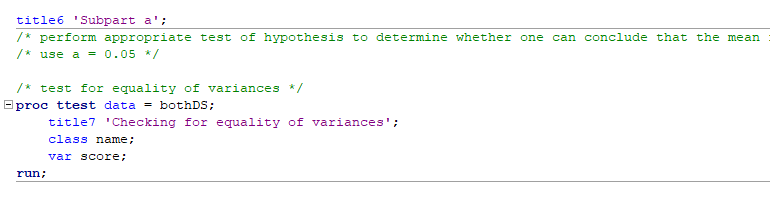 title6 'Subpart a';
/* perform appropriate test of hypothesis to determine whether one can conclude that the mean
/* use a = 0.05 */
/* test for equality of variances */
proc ttest data = bothDS;
title7 'Checking for equality of variances';
class name;
var score;
run;